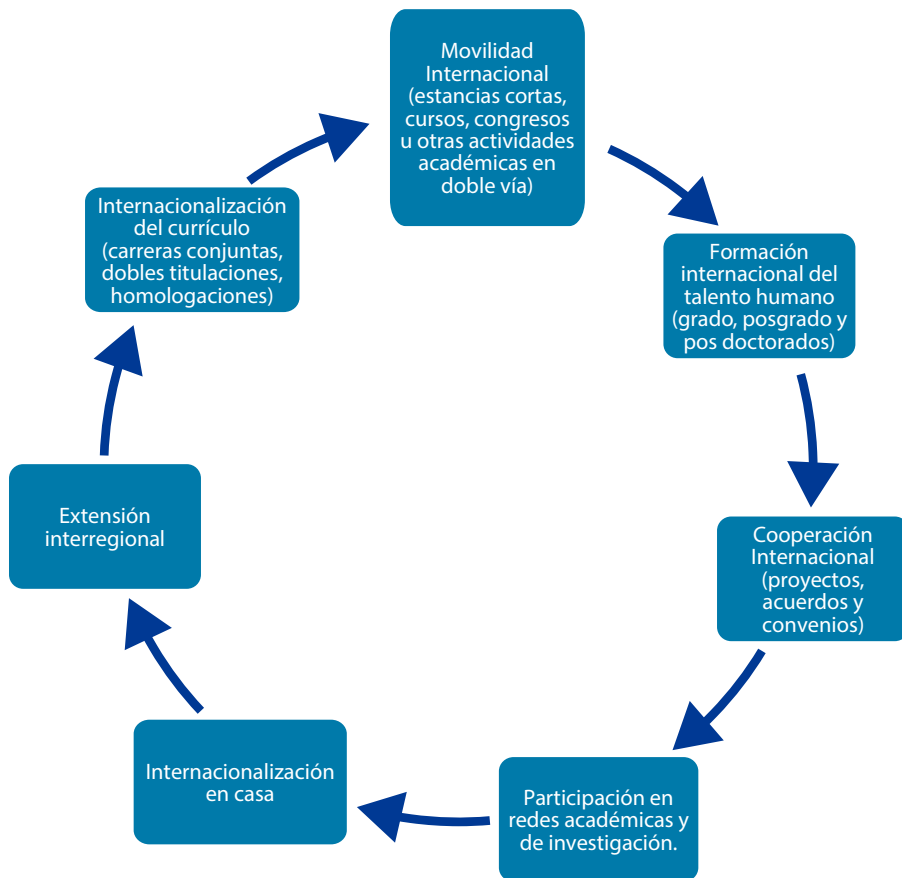 Movilidad
Internacional
(estancias cortas,
cursos, congresos
u otras actividades
académicas en
doble vía)
Formación
internacional del
talento humano
(grado, posgrado y
pos doctorados)
Cooperación
Internacional
(proyectos,
acuerdos y
convenios)
Participación en
redes académicas y
de investigación.
Internacionalización
en casa
Extensión
interregional
Internacionalización
del currículo
(carreras conjuntas,
dobles titulaciones,
homologaciones)